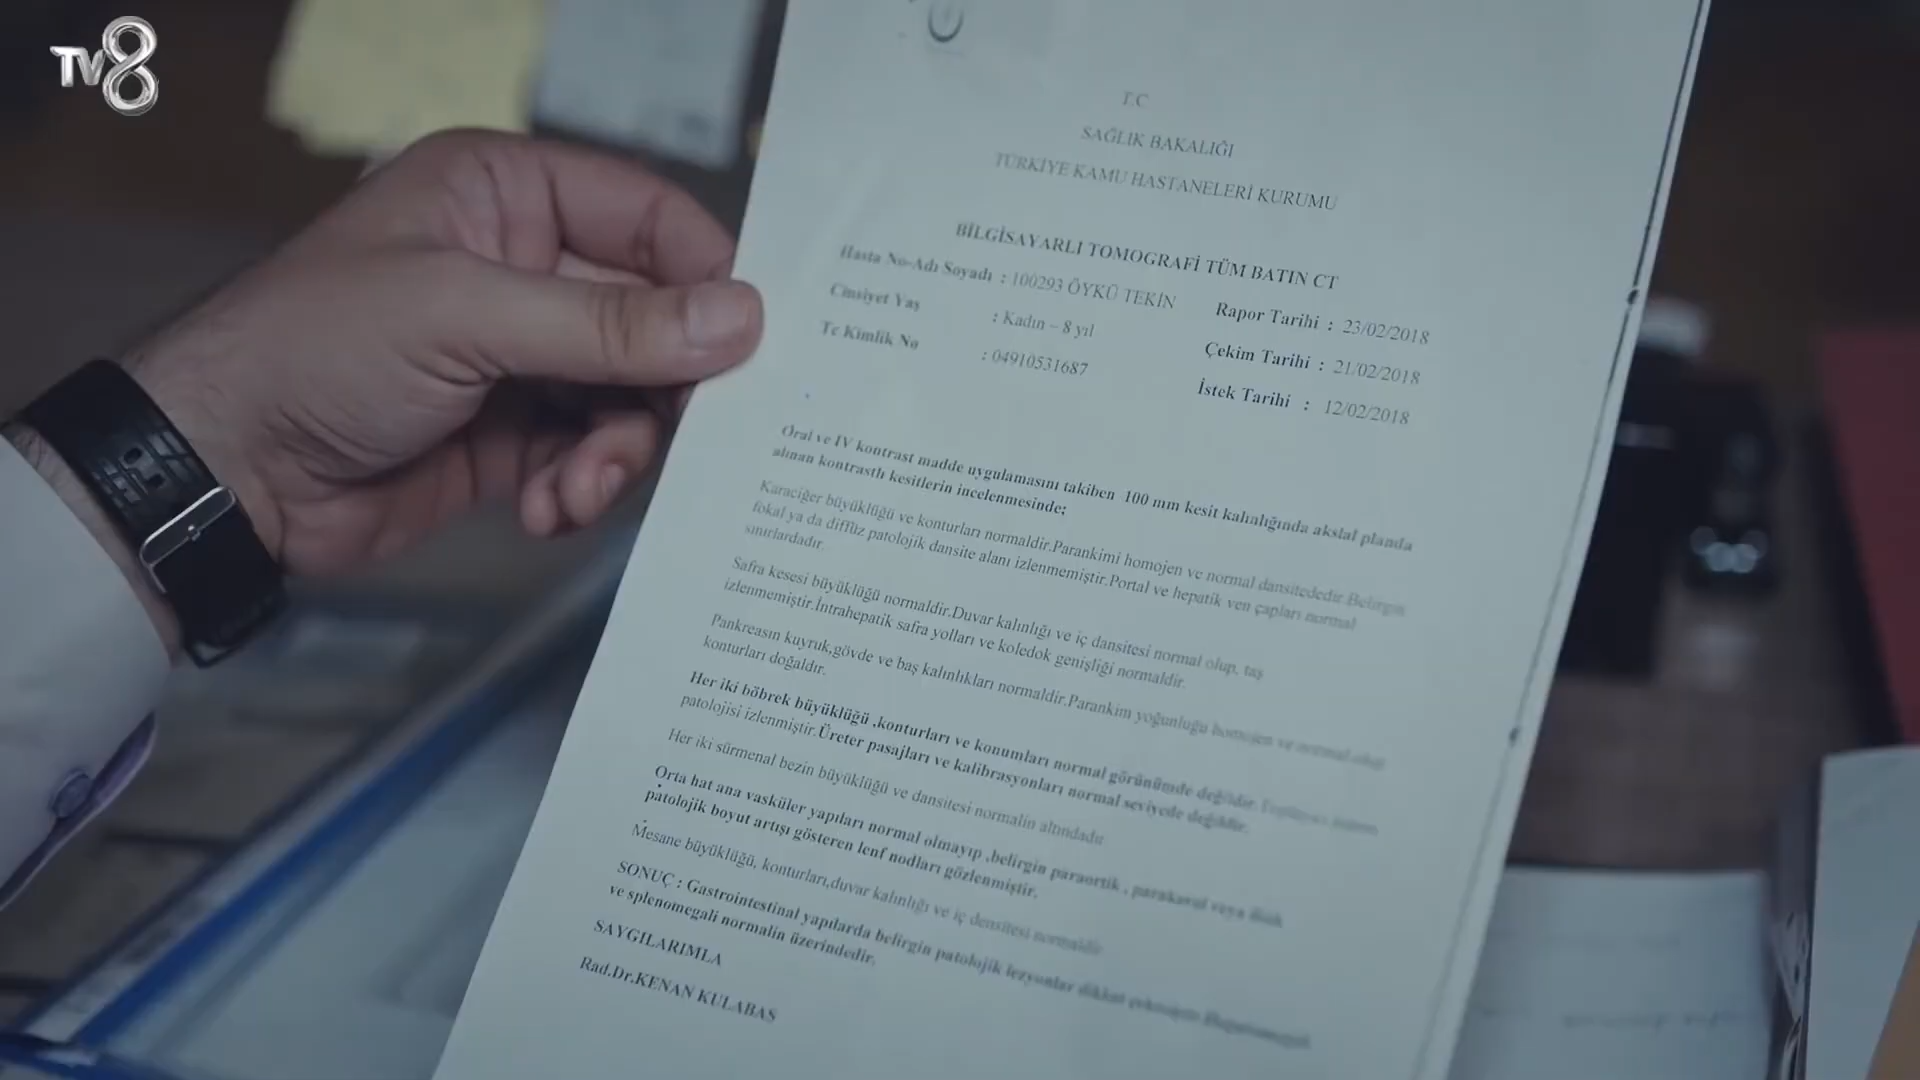 TV8
T.C
SAĞLIK BAKALIĞI
TÜRKİYE KAMU HASTANELERİ KURUMU
BİLGİSAYARLI TOMOGRAFİ TÜM BATIN CT
Hasta No-Adı Soyadı : 100293 ÖYKÜ TEKİN
Cinsiyet Yaş : Kadın – 8 yıl
Tc Kimlik No : 04910531687
Rapor Tarihi : 23/02/2018
Çekim Tarihi : 21/02/2018
İstek Tarihi : 12/02/2018
Oral ve IV kontrast madde uygulamasını takiben 100 mm kesit kalınlığında aksial planda
alınan kontrastlı kesitlerin incelenmesinde;
Karaciğer büyüklüğü ve konturları normaldir.Parankimi homojen ve normal dansitededir.Belirgin
fokal ya da diffüz patolojik dansite alanı izlenmemiştir.Portal ve hepatik ven çapları normal
sınırlardadır.
Safra kesesi büyüklüğü normaldir.Duvar kalınlığı ve iç dansitesi normal olup, taş
izlenmemiştir.İntrahepatik safra yolları ve koledok genişliği normaldir.
Pankreasın kuyruk,gövde ve baş kalınlıkları normaldir.Parankim yoğunluğu homojen ve normal olup
konturları doğaldır.
Her iki böbrek büyüklüğü ,konturları ve konumları normal görünümde değildir.
patolojisi izlenmiştir.Üreter pasajları ve kalibrasyonları normal seviyede değildir.
Her iki sürmenal bezin büyüklüğü ve dansitesi normalin altındadır
Orta hat ana vasküler yapıları normal olmayıp ,belirgin paraortik , parakaval veya iliak
patolojik boyut artışı gösteren lenf nodları gözlenmiştir.
Mesane büyüklüğü, konturları,duvar kalınlığı ve iç densitesi normaldir
SONUÇ : Gastrointestinal yapılarda belirgin patolojik lezyonlar dikkat
ve splenomegali normalin üzerindedir.
SAYGILARIMLA
Rad.Dr.KENAN KULABAS